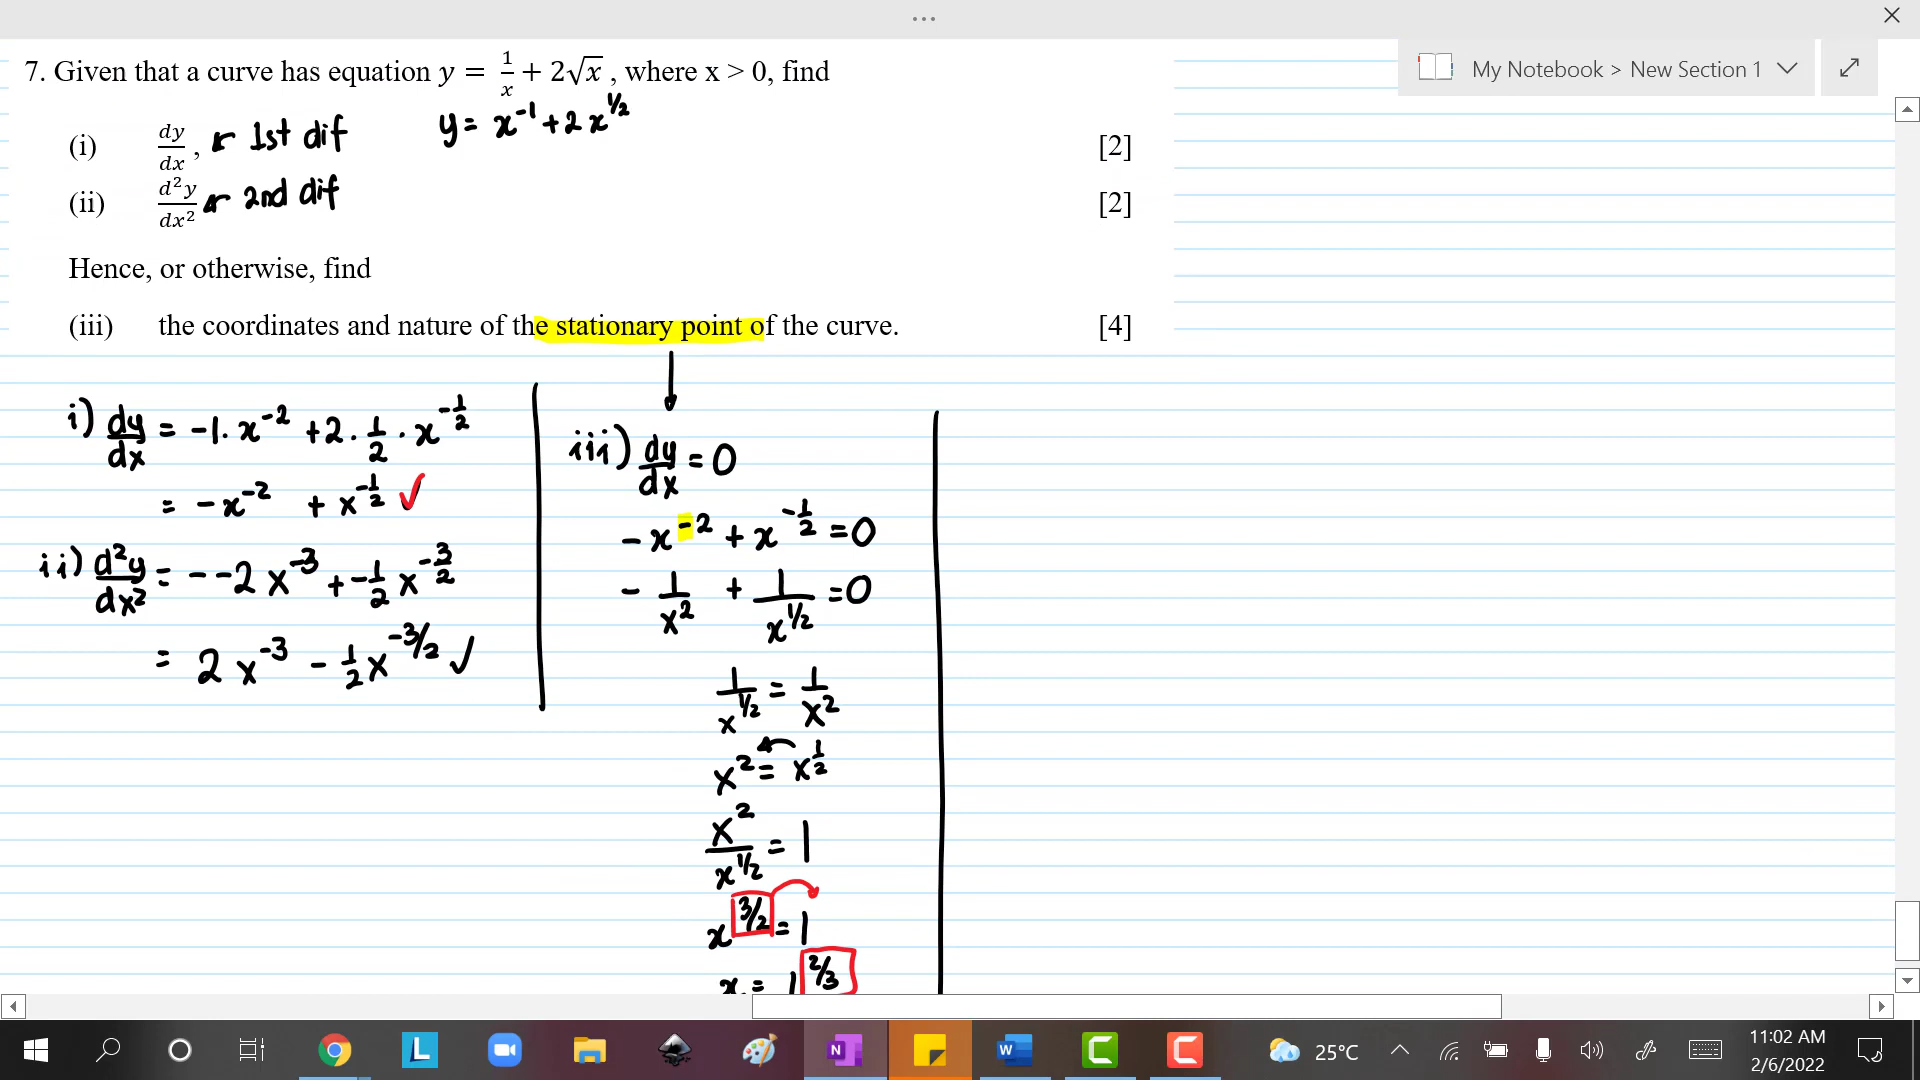 My Notebook > New Section 1
7. Given that a curve has equation y = 1/x + 2√x , where x > 0, find
y = x⁻¹ + 2x^1/2
(i) dy/dx , ← 1st dif [2]
(ii) d²y/dx² ← 2nd dif [2]
Hence, or otherwise, find
(iii) the coordinates and nature of the stationary point of the curve. [4]
i) dy/dx = -1. x⁻² + 2 . 1/2 . x^-1/2
= -x⁻² + x^-1/2 ✓
ii) d²y/dx² = - -2x⁻³ + -1/2 x^-3/2
= 2x⁻³ - 1/2 x^-3/2 ✓
iii) dy/dx = 0
-x⁻² + x^-1/2 = 0
- 1/x² + 1/x^1/2 = 0
1/x^1/2 = 1/x²
x² = x^1/2
x²/x^1/2 = 1
x^3/2 = 1
x = 1^2/3
25°C
11:02 AM
2/6/2022